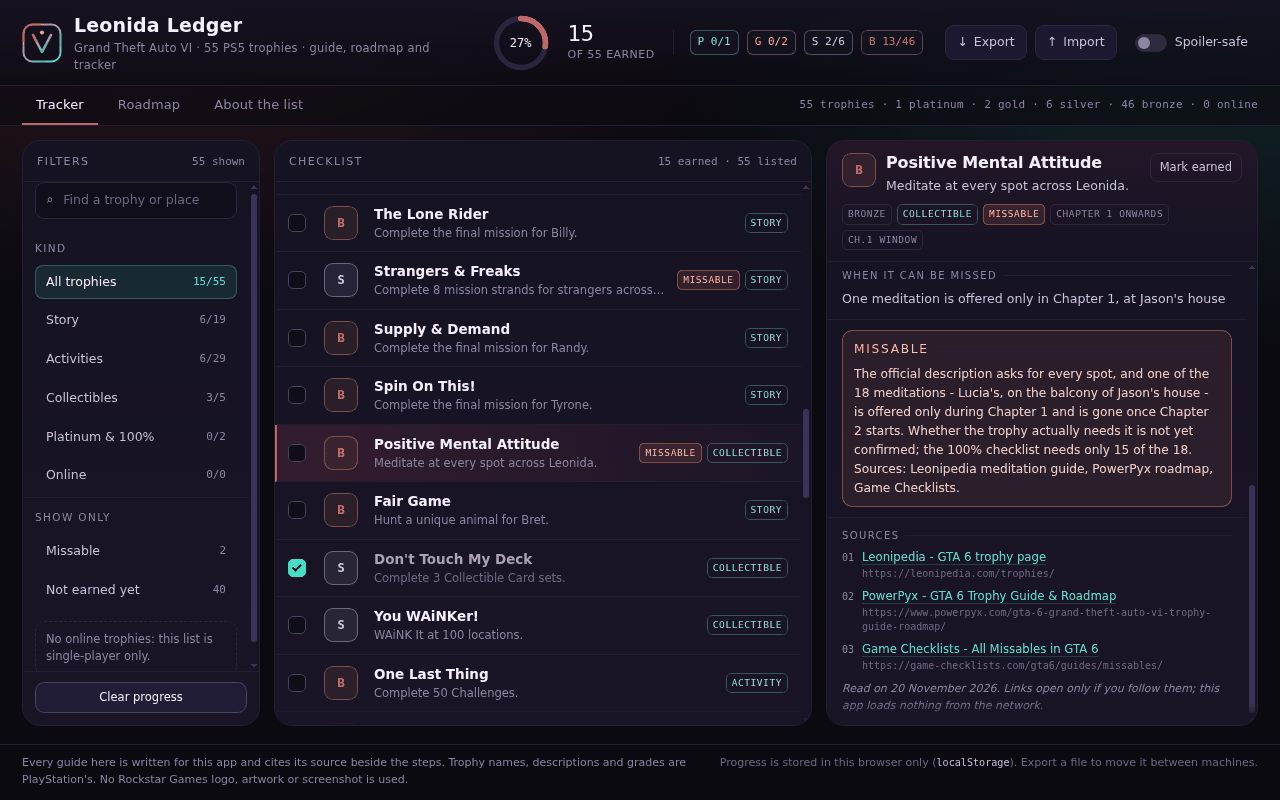 Leonida Ledger
Grand Theft Auto VI · 55 PS5 trophies · guide, roadmap and
tracker
27%
15
OF 55 EARNED
P 0/1
G 0/2
S 2/6
B 13/46
↓ Export
↑ Import
Spoiler-safe
Tracker
Roadmap
About the list
55 trophies · 1 platinum · 2 gold · 6 silver · 46 bronze · 0 online
FILTERS
55 shown
Find a trophy or place
KIND
All trophies 15/55
Story 6/19
Activities 6/29
Collectibles 3/5
Platinum & 100% 0/2
Online 0/0
SHOW ONLY
Missable 2
Not earned yet 40
No online trophies: this list is
single-player only.
Clear progress
CHECKLIST
15 earned · 55 listed
B
The Lone Rider
Complete the final mission for Billy.
STORY
S
Strangers & Freaks
Complete 8 mission strands for strangers across...
MISSABLE
STORY
B
Supply & Demand
Complete the final mission for Randy.
STORY
B
Spin On This!
Complete the final mission for Tyrone.
STORY
B
Positive Mental Attitude
Meditate at every spot across Leonida.
MISSABLE
COLLECTIBLE
B
Fair Game
Hunt a unique animal for Bret.
STORY
S
Don't Touch My Deck
Complete 3 Collectible Card sets.
COLLECTIBLE
S
You WAiNKer!
WAiNK It at 100 locations.
COLLECTIBLE
B
One Last Thing
Complete 50 Challenges.
ACTIVITY
B
Positive Mental Attitude
Meditate at every spot across Leonida.
Mark earned
BRONZE
COLLECTIBLE
MISSABLE
CHAPTER 1 ONWARDS
CH.1 WINDOW
WHEN IT CAN BE MISSED
One meditation is offered only in Chapter 1, at Jason's house
MISSABLE
The official description asks for every spot, and one of the
18 meditations - Lucia's, on the balcony of Jason's house -
is offered only during Chapter 1 and is gone once Chapter
2 starts. Whether the trophy actually needs it is not yet
confirmed; the 100% checklist needs only 15 of the 18.
Sources: Leonipedia meditation guide, PowerPyx roadmap,
Game Checklists.
SOURCES
01 Leonipedia - GTA 6 trophy page
https://leonipedia.com/trophies/
02 PowerPyx - GTA 6 Trophy Guide & Roadmap
https://www.powerpyx.com/gta-6-grand-theft-auto-vi-trophy-
guide-roadmap/
03 Game Checklists - All Missables in GTA 6
https://game-checklists.com/gta6/guides/missables/
Read on 20 November 2026. Links open only if you follow them; this
app loads nothing from the network.
Every guide here is written for this app and cites its source beside the steps. Trophy names, descriptions and grades are
PlayStation's. No Rockstar Games logo, artwork or screenshot is used.
Progress is stored in this browser only (localStorage). Export a file to move it between machines.